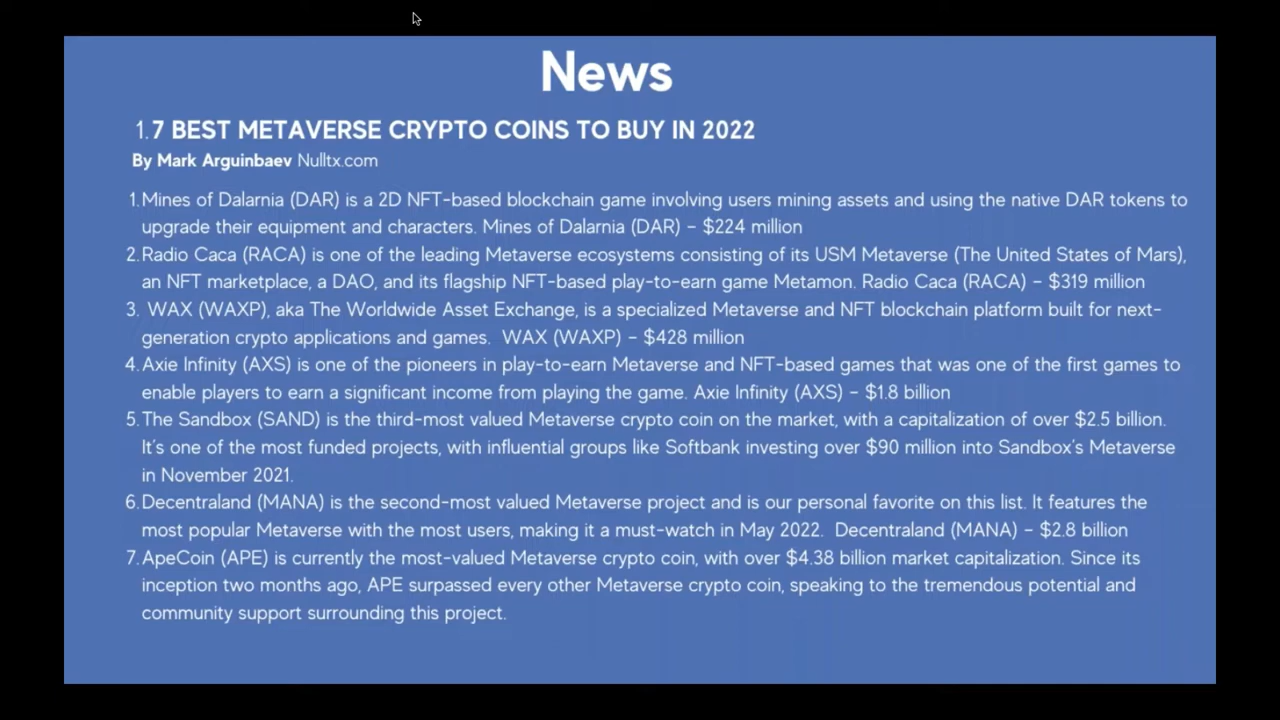 News
1.7 BEST METAVERSE CRYPTO COINS TO BUY IN 2022
By Mark Arguinbaev Nulltx.com
1. Mines of Dalarnia (DAR) is a 2D NFT-based blockchain game involving users mining assets and using the native DAR tokens to
upgrade their equipment and characters. Mines of Dalarnia (DAR) – $224 million
2. Radio Caca (RACA) is one of the leading Metaverse ecosystems consisting of its USM Metaverse (The United States of Mars),
an NFT marketplace, a DAO, and its flagship NFT-based play-to-earn game Metamon. Radio Caca (RACA) – $319 million
3. WAX (WAXP), aka The Worldwide Asset Exchange, is a specialized Metaverse and NFT blockchain platform built for next-
generation crypto applications and games. WAX (WAXP) – $428 million
4. Axie Infinity (AXS) is one of the pioneers in play-to-earn Metaverse and NFT-based games that was one of the first games to
enable players to earn a significant income from playing the game. Axie Infinity (AXS) – $1.8 billion
5. The Sandbox (SAND) is the third-most valued Metaverse crypto coin on the market, with a capitalization of over $2.5 billion.
It's one of the most funded projects, with influential groups like Softbank investing over $90 million into Sandbox's Metaverse
in November 2021.
6. Decentraland (MANA) is the second-most valued Metaverse project and is our personal favorite on this list. It features the
most popular Metaverse with the most users, making it a must-watch in May 2022. Decentraland (MANA) – $2.8 billion
7. ApeCoin (APE) is currently the most-valued Metaverse crypto coin, with over $4.38 billion market capitalization. Since its
inception two months ago, APE surpassed every other Metaverse crypto coin, speaking to the tremendous potential and
community support surrounding this project.